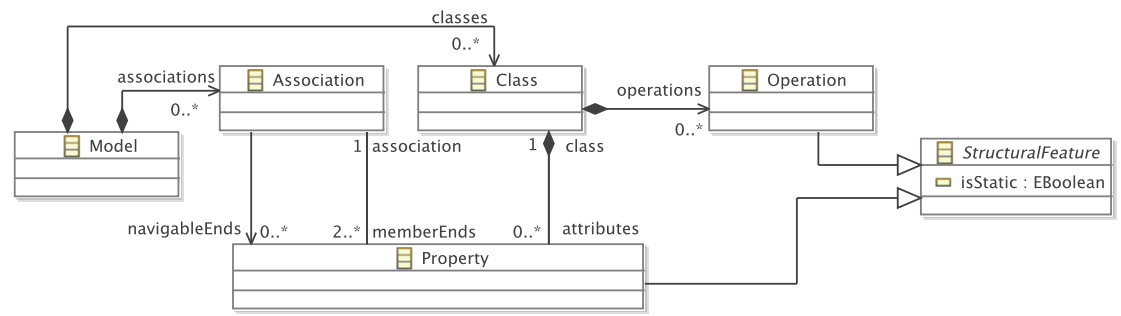 classes
0..*
associations
0..*
Association
Class
operations
0..*
Operation
Model
1 association
1 class
StructuralFeature
isStatic : EBoolean
navigableEnds 0..*
2..* memberEnds
0..* attributes
Property